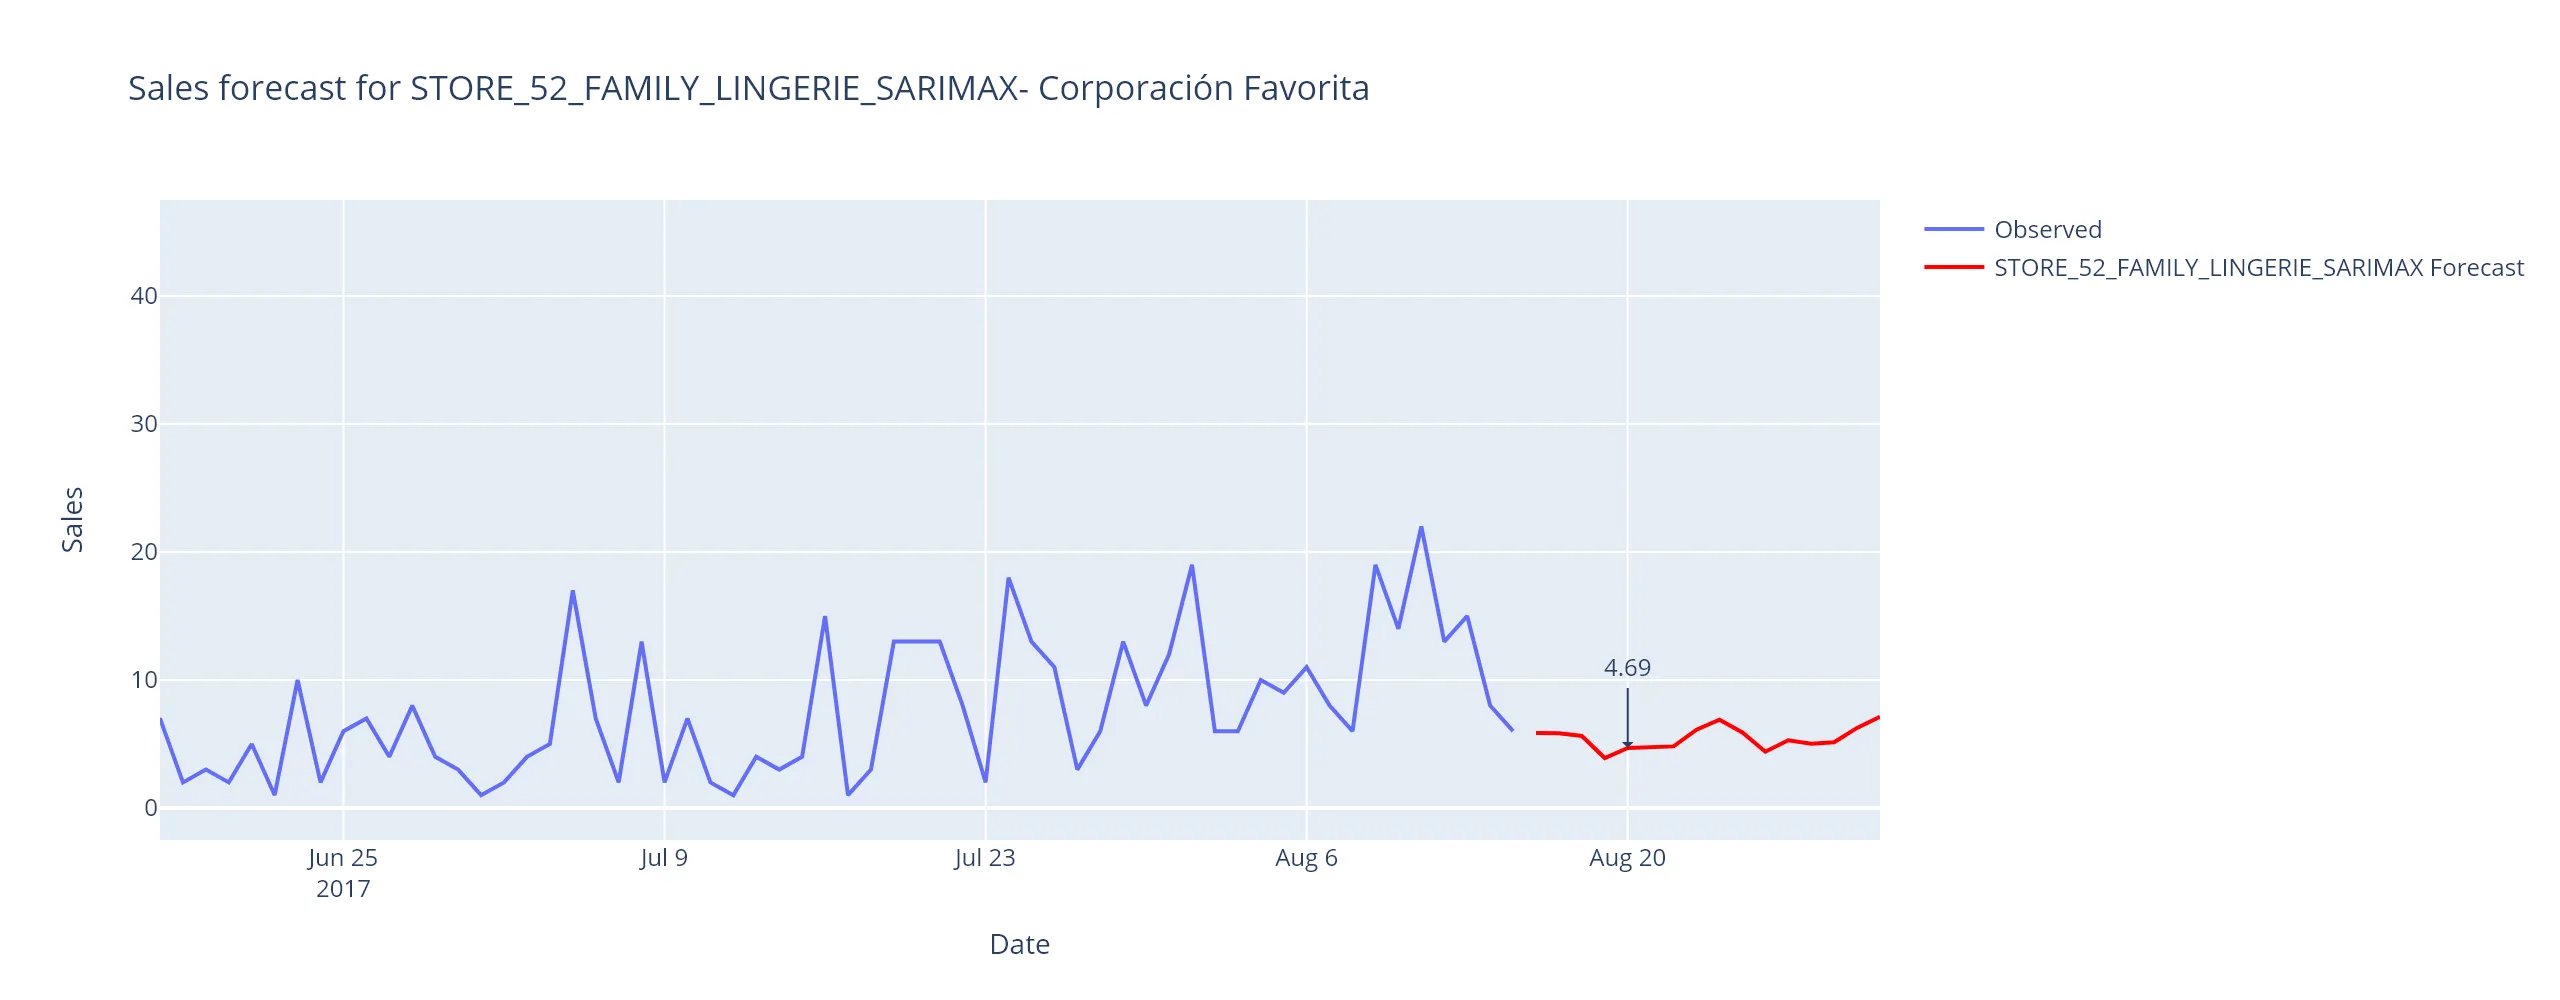 Sales forecast for STORE_52_FAMILY_LINGERIE_SARIMAX- Corporación Favorita
Observed
STORE_52_FAMILY_LINGERIE_SARIMAX Forecast
40
30
20
10
0
Sales
4.69
Jun 25
2017
Jul 9
Jul 23
Aug 6
Aug 20
Date